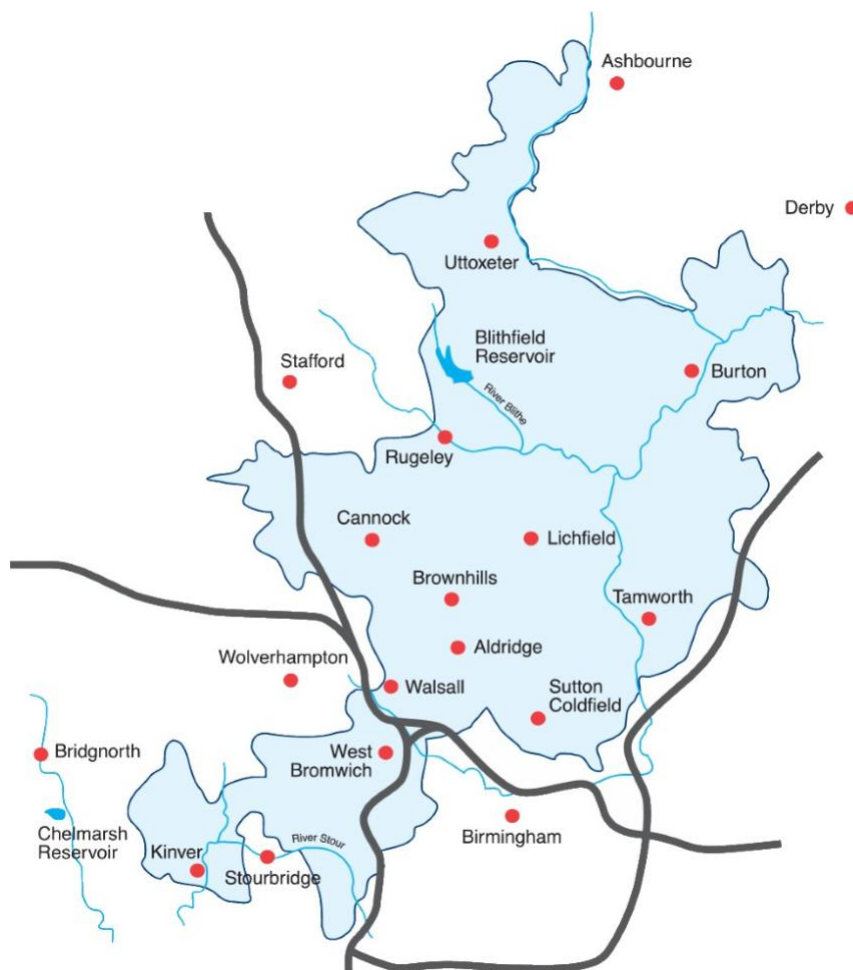 Ashbourne
Derby
Uttoxeter
Blithfield
Reservoir
Stafford
Burton
River Blithe
Rugeley
Cannock
Lichfield
Brownhills
Tamworth
Aldridge
Wolverhampton
Walsall
Sutton
Coldfield
Bridgnorth
West
Bromwich
Chelmarsh
Reservoir
Birmingham
River Stour
Kinver
Stourbridge